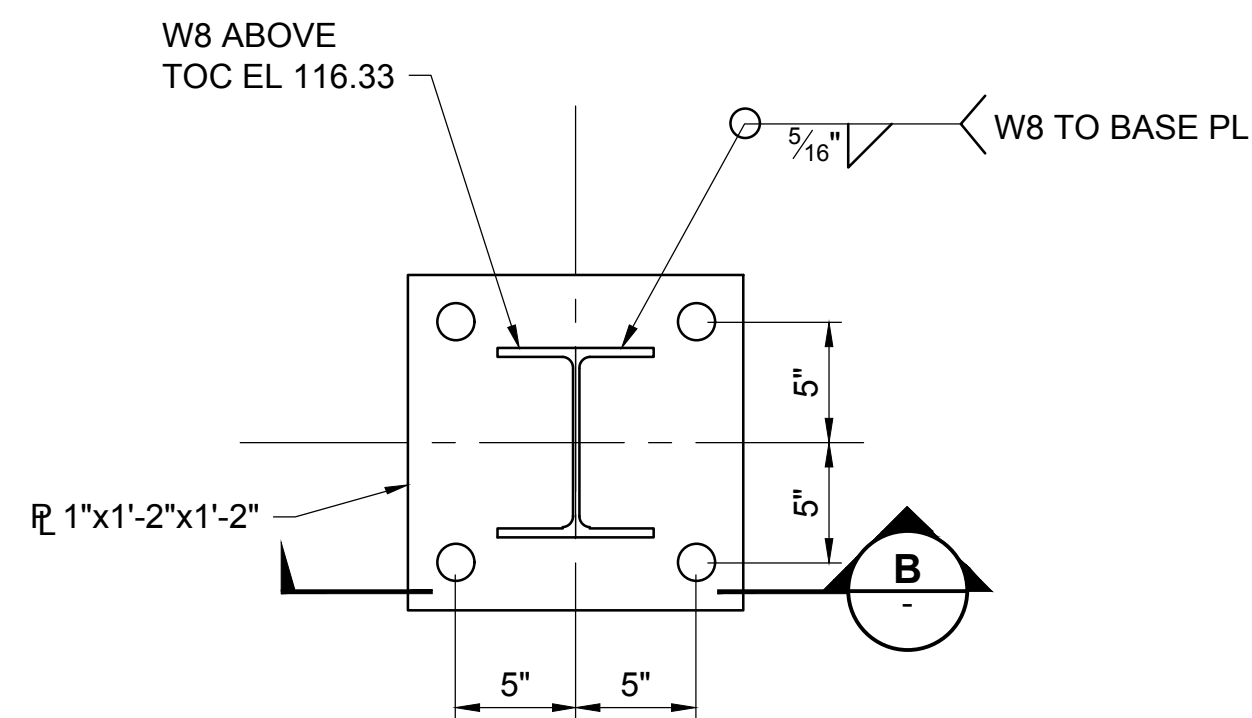 W8 ABOVE
TOC EL 116.33
5/16"
W8 TO BASE PL
5"
5"
PL 1"x1'-2"x1'-2"
B
-
5"
5"